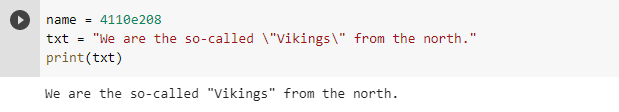 name = 4110e208
txt = "We are the so-called \"Vikings\" from the north."
print(txt)
We are the so-called "Vikings" from the north.